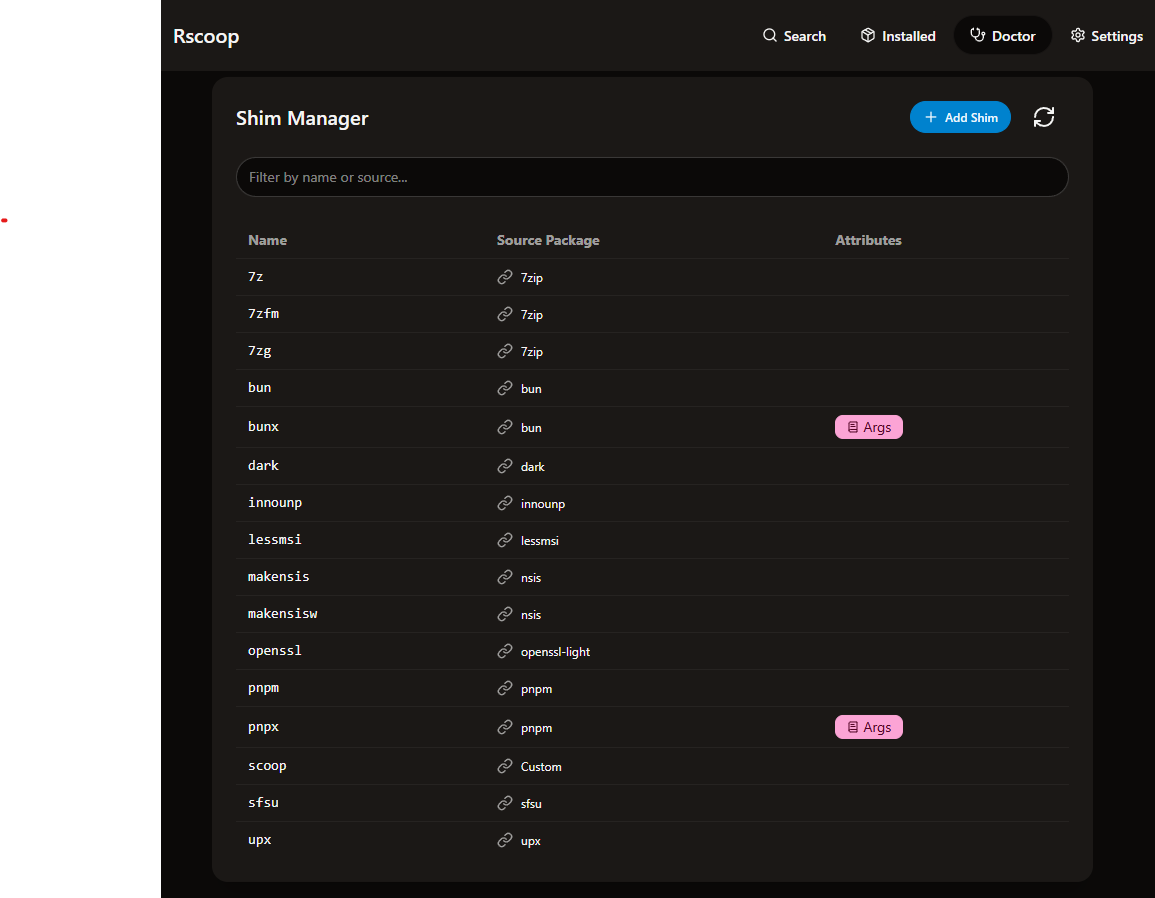 Rscoop Search Installed Doctor Settings
Shim Manager + Add Shim
Filter by name or source...
Name Source Package Attributes
7z 7zip
7zfm 7zip
7zg 7zip
bun bun
bunx bun Args
dark dark
innounp innounp
lessmsi lessmsi
makensis nsis
makensisw nsis
openssl openssl-light
pnpm pnpm
pnpx pnpm Args
scoop Custom
sfsu sfsu
upx upx